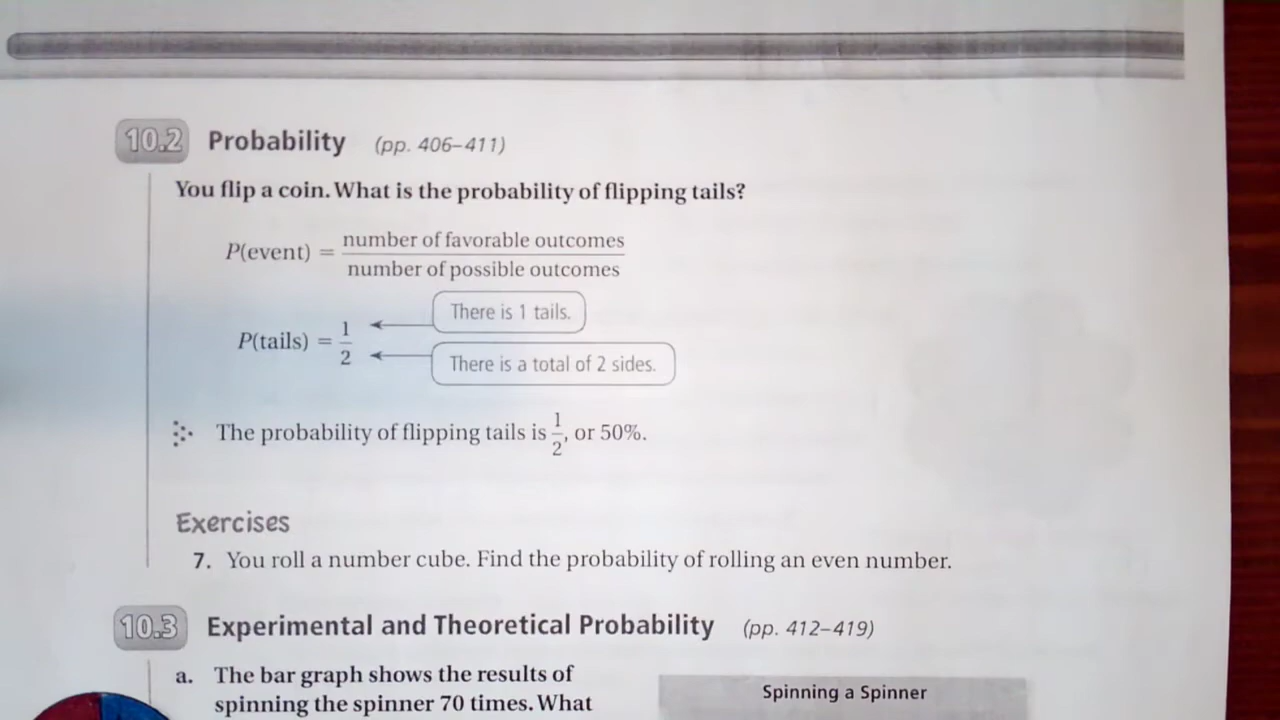 10.2 Probability (pp. 406–411)
You flip a coin. What is the probability of flipping tails?
P(event) = number of favorable outcomes
number of possible outcomes
There is 1 tails.
P(tails) = 1/2
There is a total of 2 sides.
The probability of flipping tails is 1/2, or 50%.
Exercises
7. You roll a number cube. Find the probability of rolling an even number.
10.3 Experimental and Theoretical Probability (pp. 412–419)
a. The bar graph shows the results of
spinning the spinner 70 times. What
Spinning a Spinner